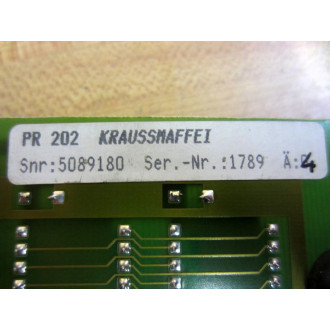 PR 202 KRAUSSMAFFEI
Snr:5089180 Ser.-Nr.:1789 Ä:4